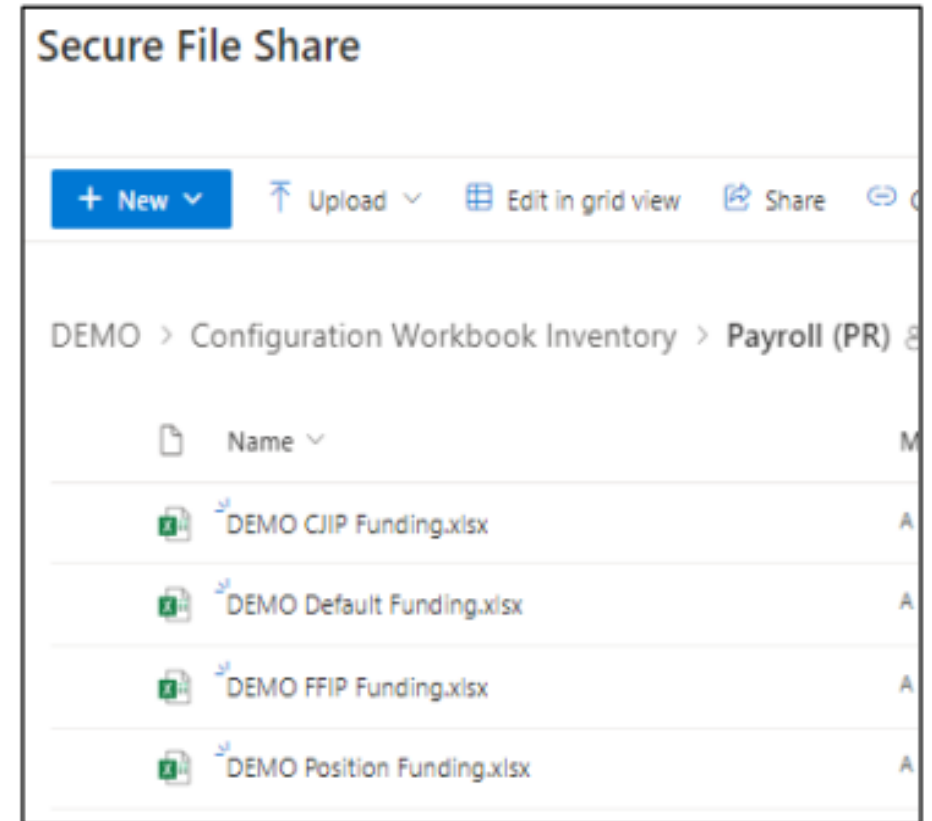 Secure File Share
+ New Upload Edit in grid view Share
DEMO > Configuration Workbook Inventory > Payroll (PR)
Name M
DEMO CJIP Funding.xlsx A
DEMO Default Funding.xlsx A
DEMO FFIP Funding.xlsx A
DEMO Position Funding.xlsx A